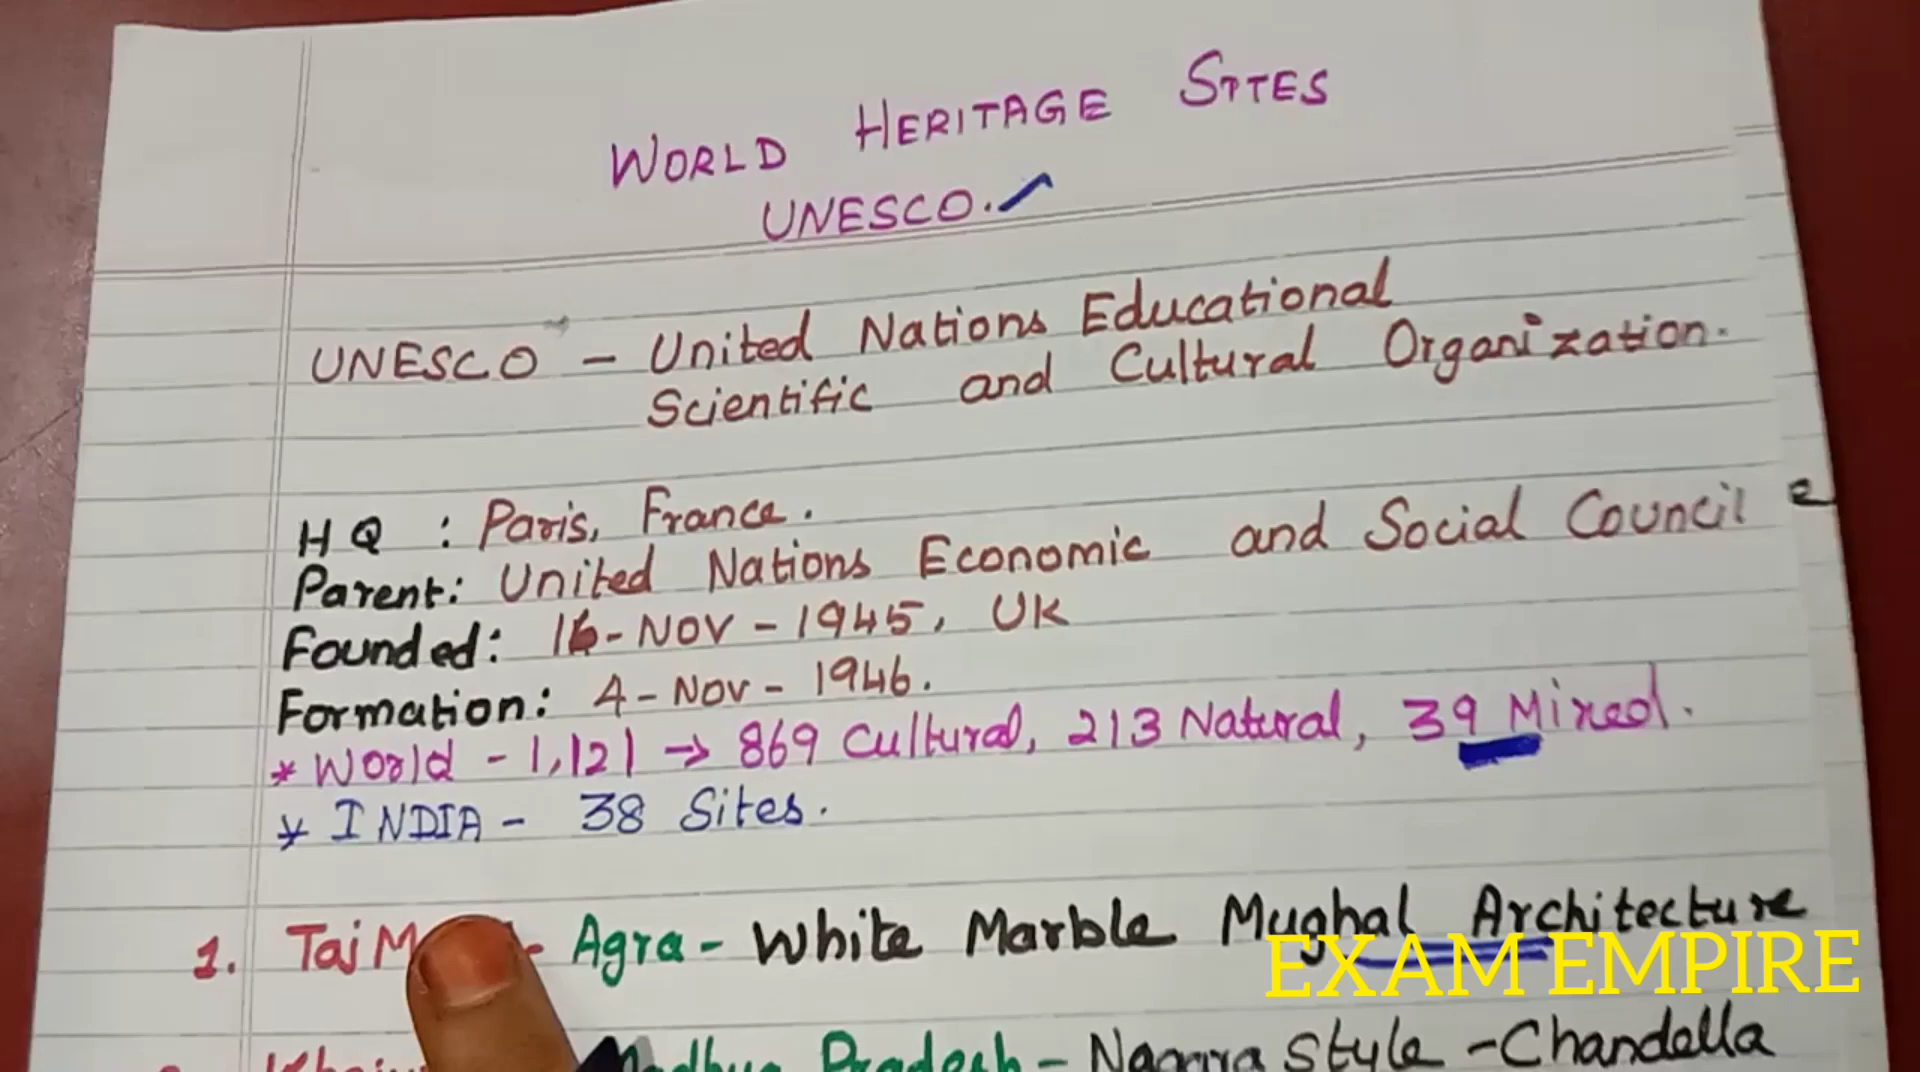 WORLD HERITAGE SITES
UNESCO.
UNESCO – United Nations Educational
Scientific and Cultural Organization.
HQ : Paris, France.
Parent: United Nations Economic and Social Council
Founded: 16-NOV-1945, UK
Formation: 4-Nov-1946.
* World - 1,121 → 869 Cultural, 213 Natural, 39 Mixed.
* INDIA - 38 Sites.
1. Taj - Agra - White Marble Mughal Architecture
EXAM EMPIRE
Madhya Pradesh - Nagara Style - Chandella